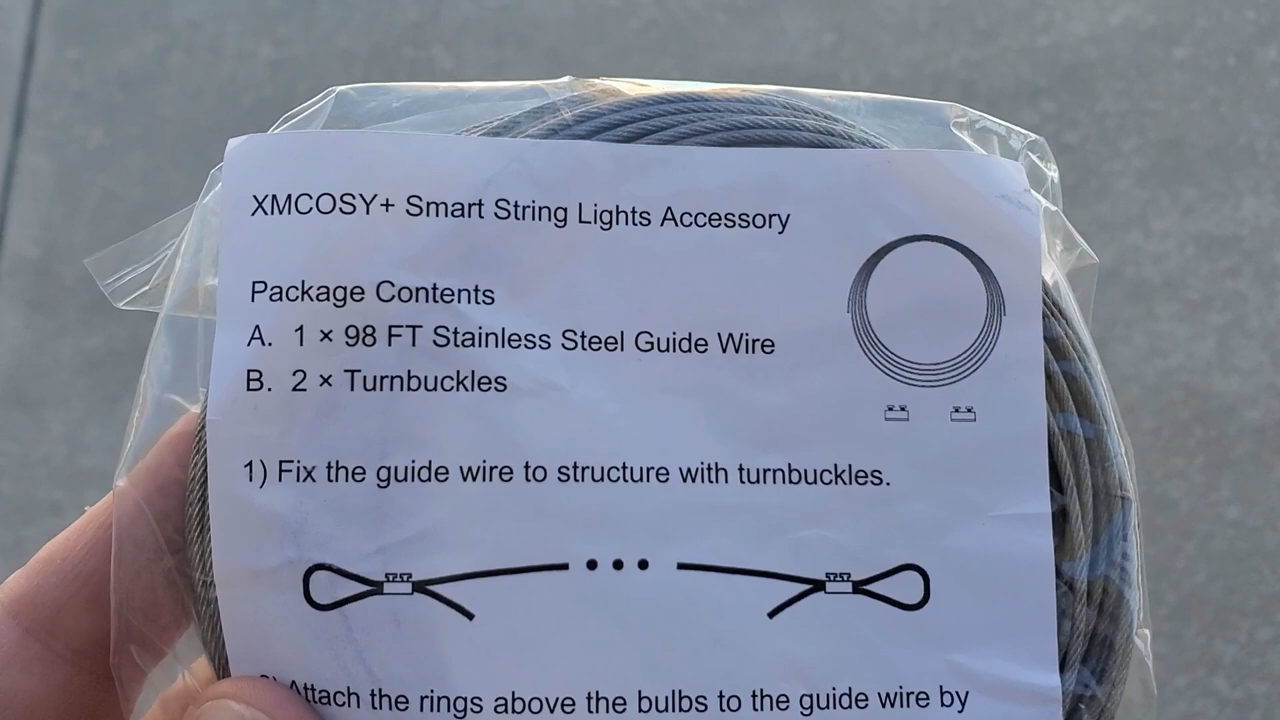 XMCOSY+ Smart String Lights Accessory
Package Contents
A. 1 × 98 FT Stainless Steel Guide Wire
B. 2 × Turnbuckles
1) Fix the guide wire to structure with turnbuckles.
Attach the rings above the bulbs to the guide wire by